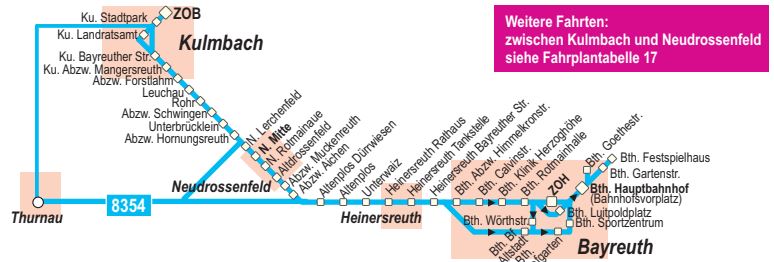 Weitere Fahrten:
zwischen Kulmbach und Neudrossenfeld
siehe Fahrplantabelle 17
Ku. Stadtpark
ZOB
Ku. Landratsamt
Kulmbach
Ku. Bayreuther Str.
Ku. Abzw. Mangersreuth
Abzw. Forstlahm
Leuchau
Rohr
Abzw. Schwingen
Unterbrücklein
Abzw. Hornungsreuth
N. Lerchenfeld
N. Mitte
N. Rotmainaue
Altdrossenfeld
Abzw. Muckenreuth
Abzw. Aichen
Neudrossenfeld
Thurnau
8354
Altenplos Dürrwiesen
Altenplos
Unterwaiz
Heinersreuth Rathaus
Heinersreuth Tankstelle
Heinersreuth Bayreuther Str.
Heinersreuth
Bth. Abzw. Himmelkronstr.
Bth. Calvinstr.
Bth. Klinik Herzoghöhe
Bth. Rotmainhalle
ZOH
Bth. Goethestr.
Bth. Festspielhaus
Bth. Gartenstr.
Bth. Hauptbahnhof
(Bahnhofsvorplatz)
Bth. Luitpoldplatz
Bth. Sportzentrum
Bth. Wörthstr.
Bth. Bf.
Altstadt
Bth.
Bayreuth